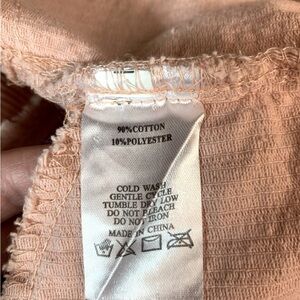 90%COTTON
10%POLYESTER
COLD WASH
GENTLE CYCLE
TUMBLE DRY LOW
DO NOT BLEACH
DO NOT IRON
MADE IN CHINA